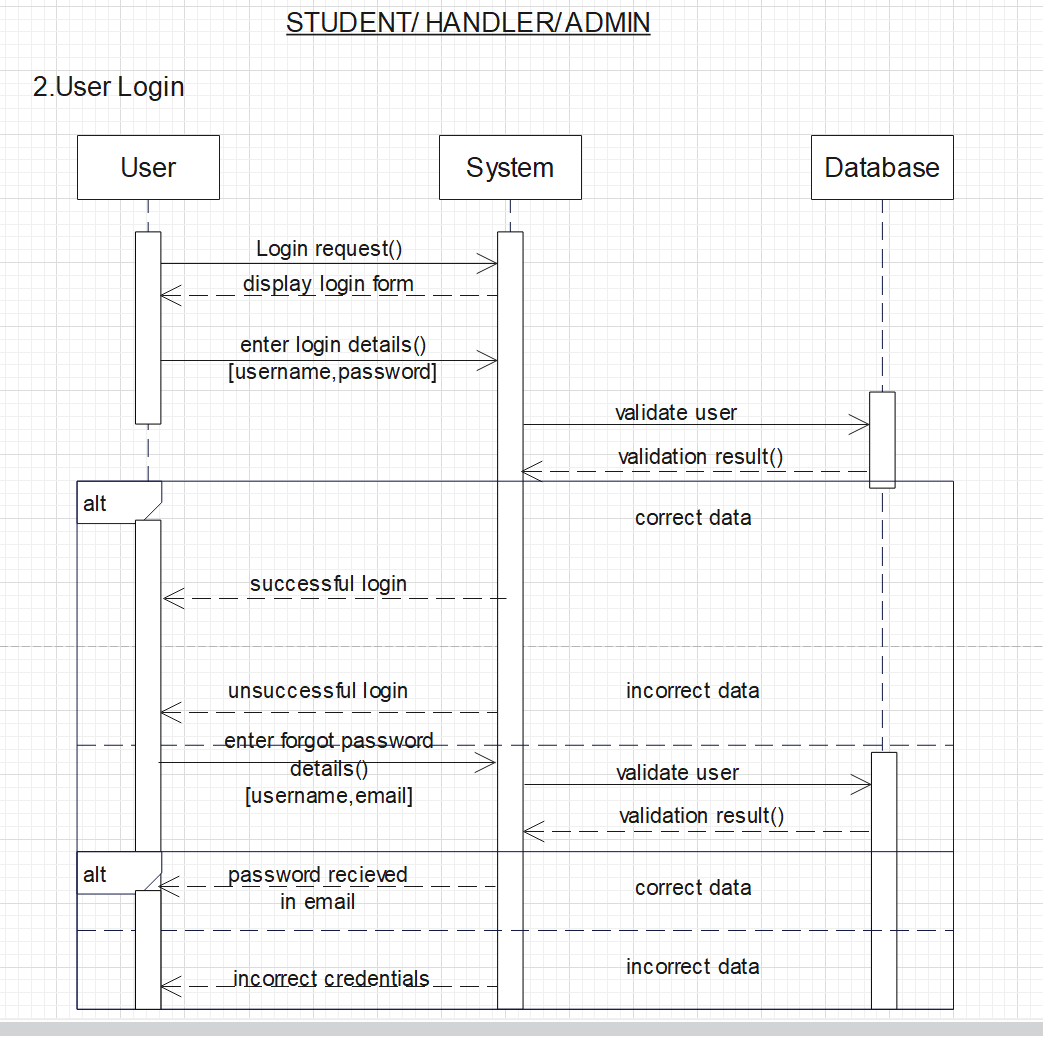 STUDENT/ HANDLER/ ADMIN
2.User Login
User
System
Database
Login request()
display login form
enter login details()
[username,password]
validate user
validation result()
alt
correct data
successful login
unsuccessful login
incorrect data
enter forgot password
details()
[username,email]
validate user
validation result()
alt
password recieved
in email
correct data
incorrect credentials
incorrect data